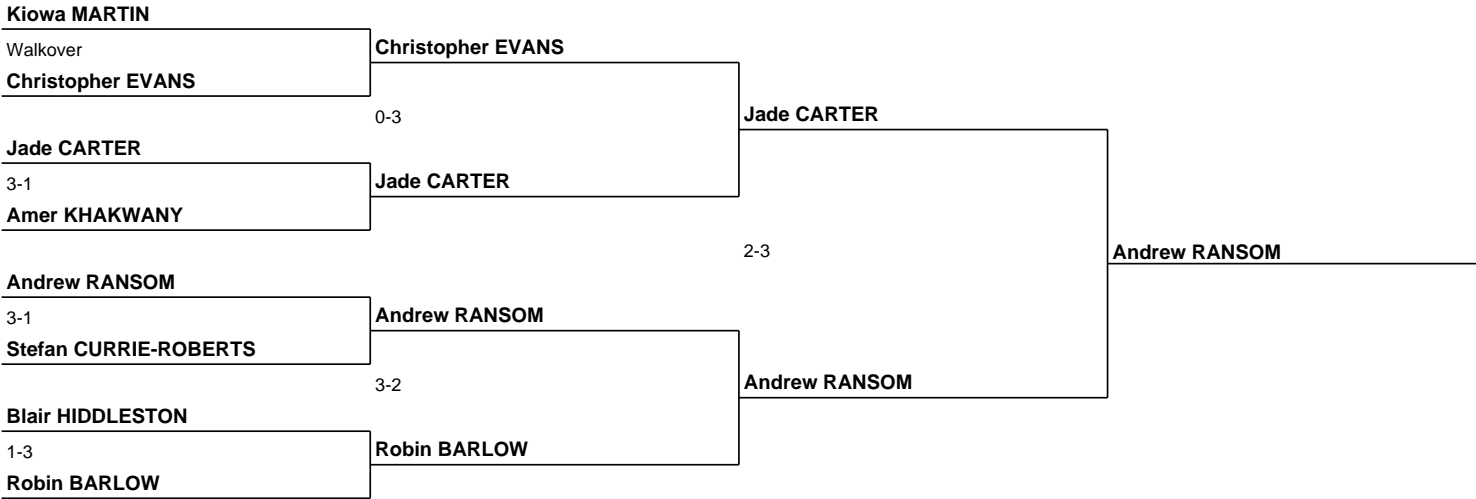 Kiowa MARTIN
Walkover
Christopher EVANS
Christopher EVANS
0-3
Jade CARTER
Jade CARTER
3-1
Jade CARTER
Amer KHAKWANY
2-3
Andrew RANSOM
Andrew RANSOM
3-1
Andrew RANSOM
Stefan CURRIE-ROBERTS
3-2
Andrew RANSOM
Blair HIDDLESTON
1-3
Robin BARLOW
Robin BARLOW